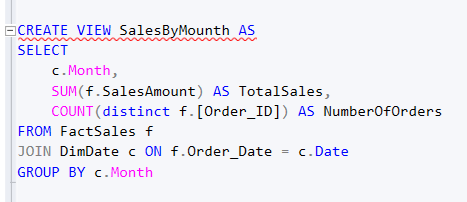 CREATE VIEW SalesByMounth AS
SELECT
c.Month,
SUM(f.SalesAmount) AS TotalSales,
COUNT(distinct f.[Order_ID]) AS NumberOfOrders
FROM FactSales f
JOIN DimDate c ON f.Order_Date = c.Date
GROUP BY c.Month